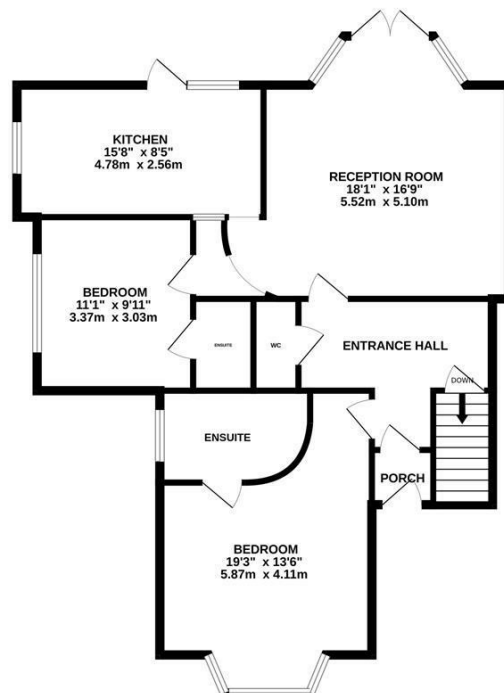 KITCHEN
15'8" x 8'5"
4.78m x 2.56m
RECEPTION ROOM
18'1" x 16'9"
5.52m x 5.10m
BEDROOM
11'1" x 9'11"
3.37m x 3.03m
ENSUITE
WC
ENTRANCE HALL
DOWN
ENSUITE
PORCH
BEDROOM
19'3" x 13'6"
5.87m x 4.11m